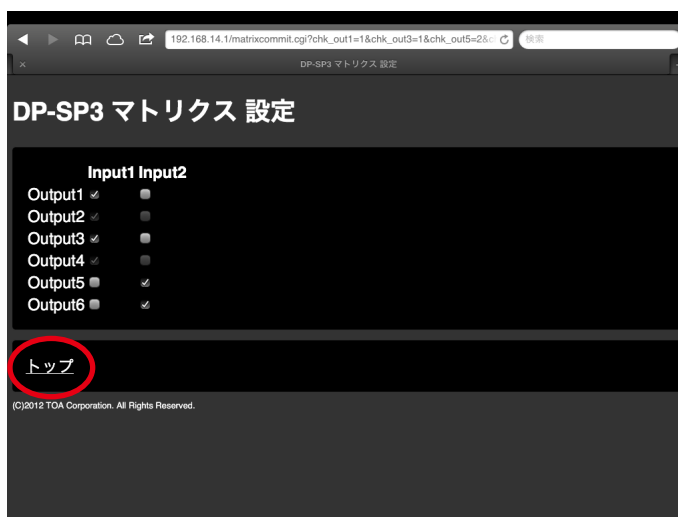 192.168.14.1/matrixcommit.cgi?chk_out1=1&chk_out3=1&chk_out5=2&c
検索
DP-SP3 マトリクス 設定
DP-SP3 マトリクス 設定
Input1 Input2
Output1
Output2
Output3
Output4
Output5
Output6
トップ
(C)2012 TOA Corporation. All Rights Reserved.